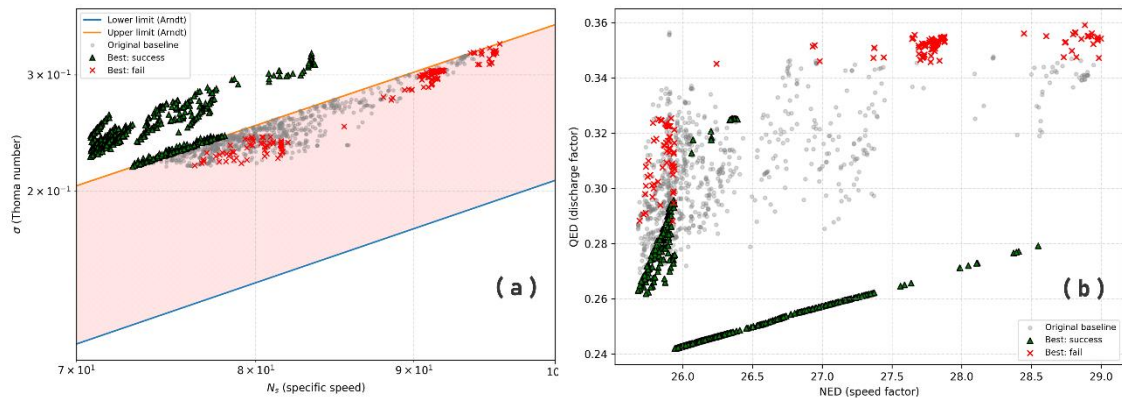 Lower limit (Arndt)
Upper limit (Arndt)
Original baseline
Best: success
Best: fail
3 × 10⁻¹
2 × 10⁻¹
σ (Thoma number)
(a)
7 × 10¹
8 × 10¹
9 × 10¹
10
Nₛ (specific speed)
0.36
0.34
0.32
0.30
0.28
0.26
0.24
QED (discharge factor)
(b)
Original baseline
Best: success
Best: fail
26.0
26.5
27.0
27.5
28.0
28.5
29.0
NED (speed factor)